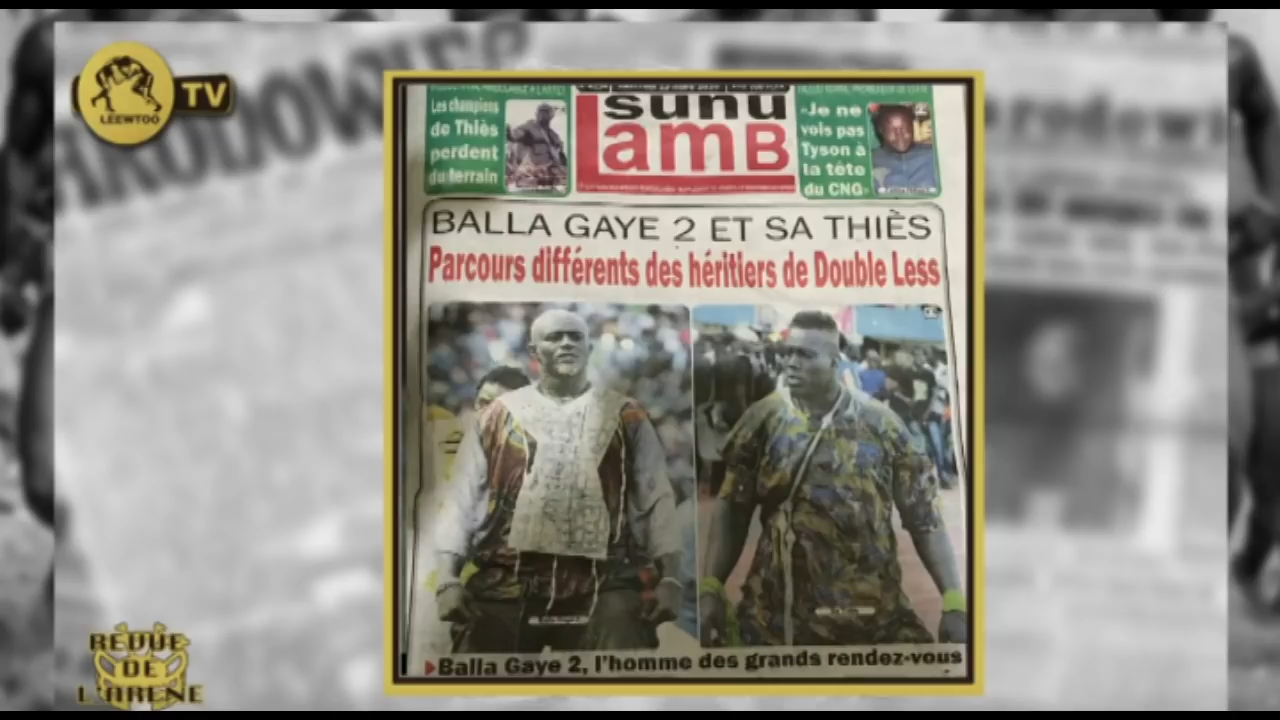 LEEWTOO
TV
Les champions
de Thiès
perdent
du terrain
sunu
Lamb
«Je ne
vois pas
Tyson à
la tête
du CNG»
BALLA GAYE 2 ET SA THIÈS
Parcours différents des héritiers de Double Less
Balla Gaye 2, l'homme des grands rendez-vous
REVUE
DE
L'ARENE